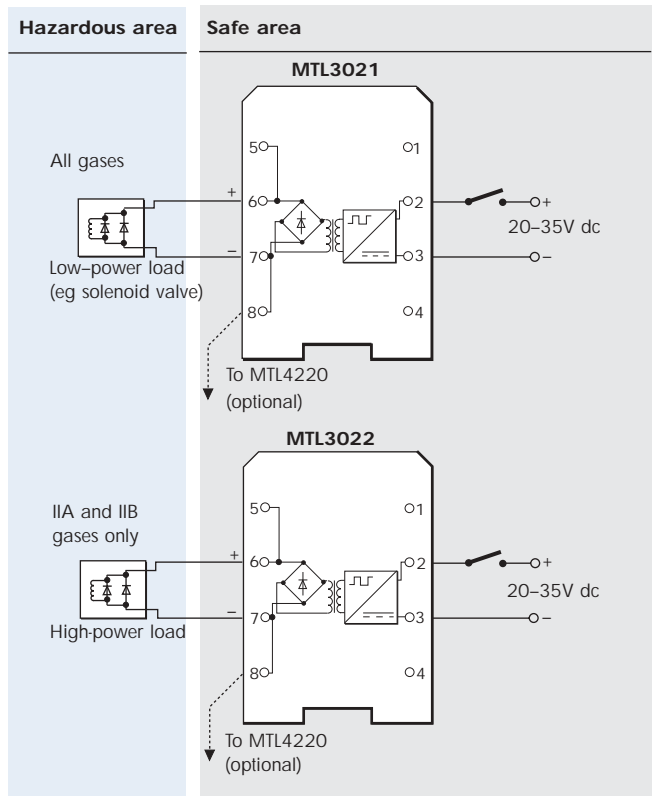 Hazardous area
Safe area
MTL3021
All gases
5
1
+
6
2
+
20–35V dc
–
7
3
–
Low–power load
(eg solenoid valve)
8
4
To MTL4220
(optional)
MTL3022
IIA and IIB
gases only
5
1
+
6
2
+
20–35V dc
–
7
3
–
High-power load
8
4
To MTL4220
(optional)